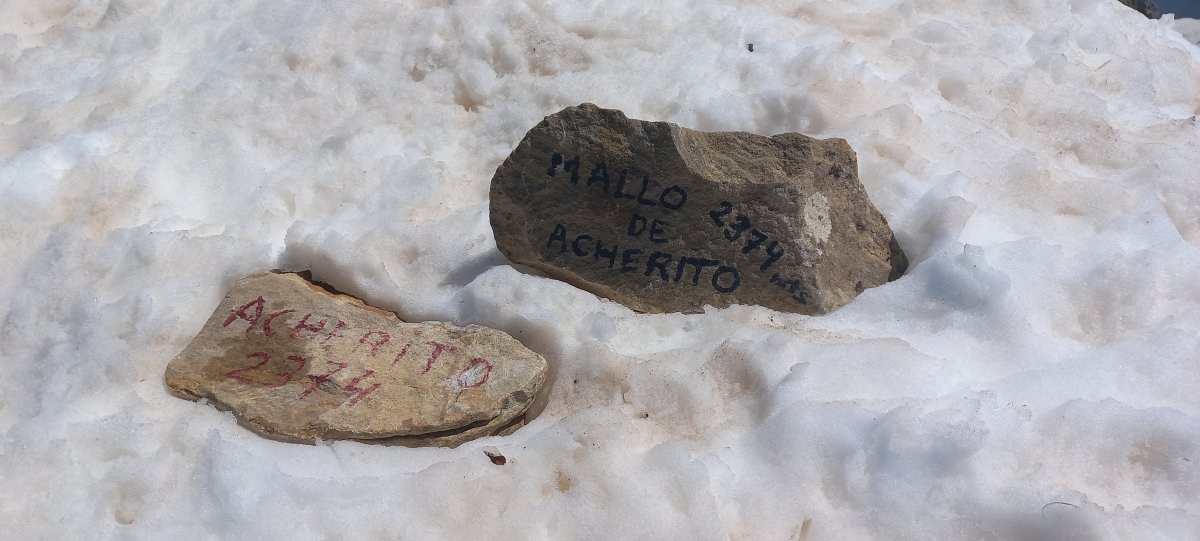 MALLO 2374 mts
DE
ACHERITO
ACHERITO
2374